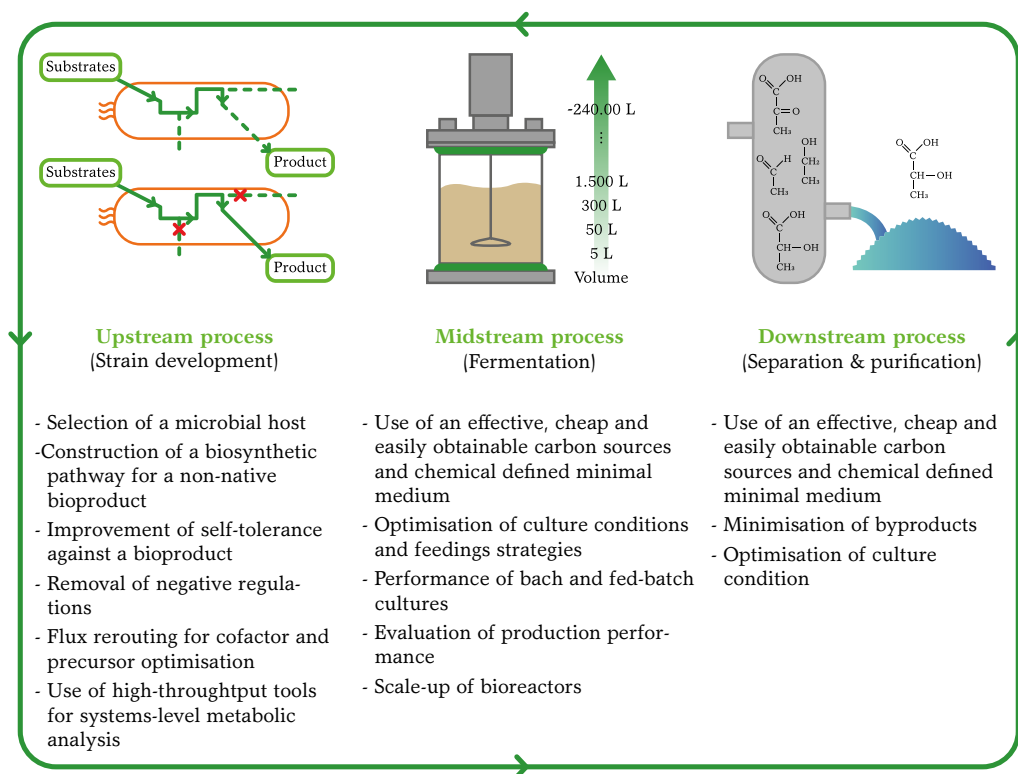 Substrates
Product
Substrates
Product
-240.00 L
...
1.500 L
300 L
50 L
5 L
Volume
O
OH
C
C
O
CH₃
O
H
C
CH₃
OH
CH₂
CH₃
O
OH
C
C
OH
CH₃
O
OH
C
C
OH
CH₃
Upstream process
(Strain development)
- Selection of a microbial host
-Construction of a biosynthetic
pathway for a non-native
bioproduct
- Improvement of self-tolerance
against a bioproduct
- Removal of negative regula-
tions
- Flux rerouting for cofactor and
precursor optimisation
- Use of high-throughtput tools
for systems-level metabolic
analysis
Midstream process
(Fermentation)
- Use of an effective, cheap and
easily obtainable carbon sources
and chemical defined minimal
medium
- Optimisation of culture conditions
and feedings strategies
- Performance of bach and fed-batch
cultures
- Evaluation of production perfor-
mance
- Scale-up of bioreactors
Downstream process
(Separation & purification)
- Use of an effective, cheap and
easily obtainable carbon
sources and chemical defined
minimal medium
- Minimisation of byproducts
- Optimisation of culture
condition